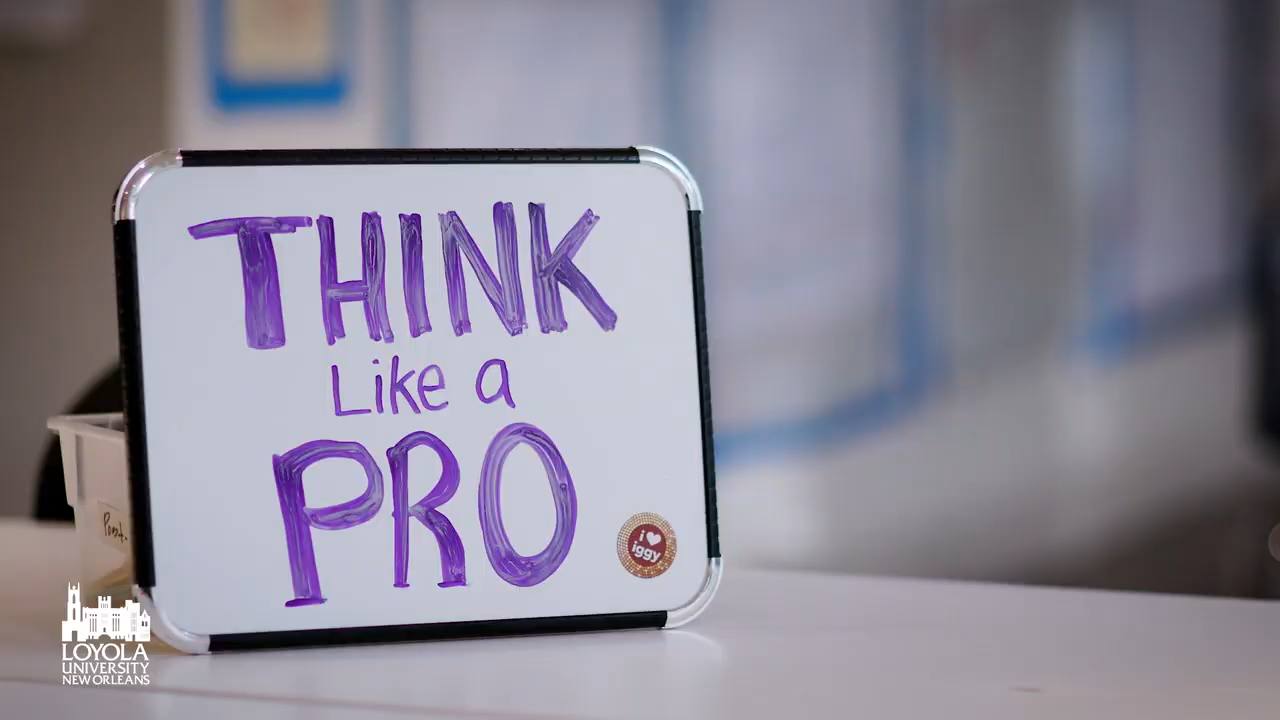 THINK
Like a
PRO
i ♥
iggy
LOYOLA
UNIVERSITY
NEW ORLEANS